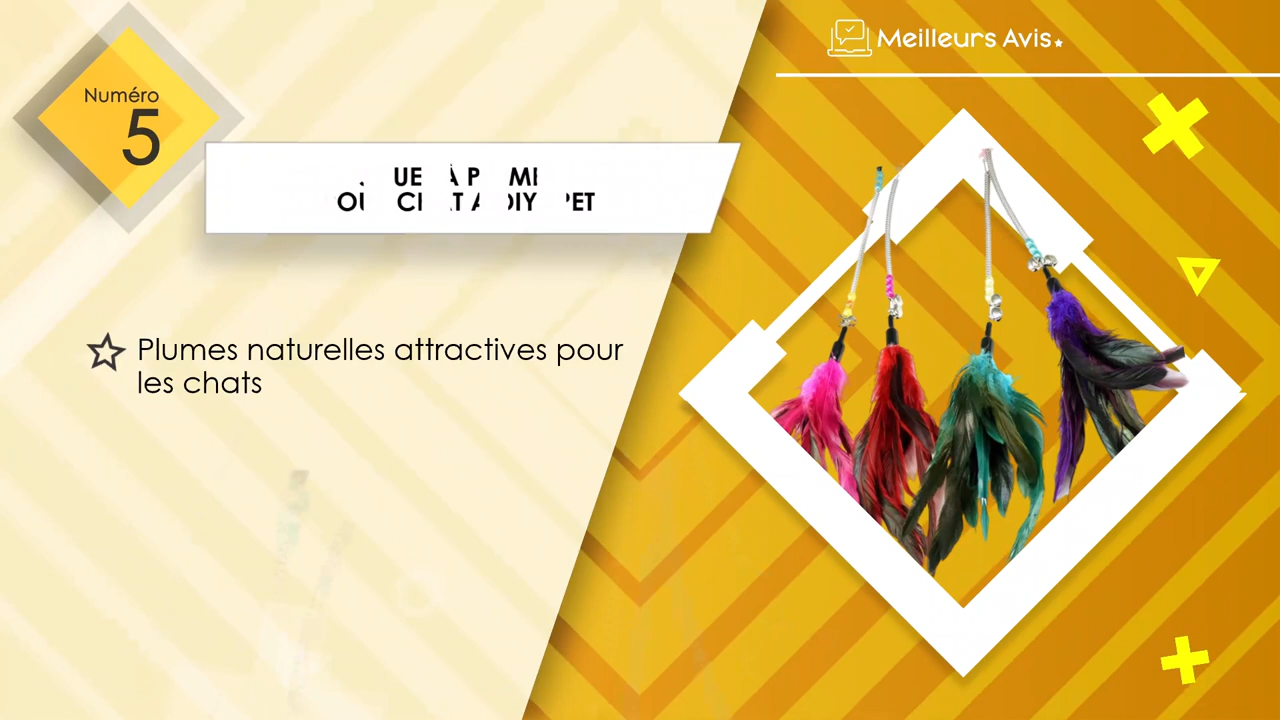 Meilleurs Avis
Numéro
5
À
Plumes naturelles attractives pour
les chats